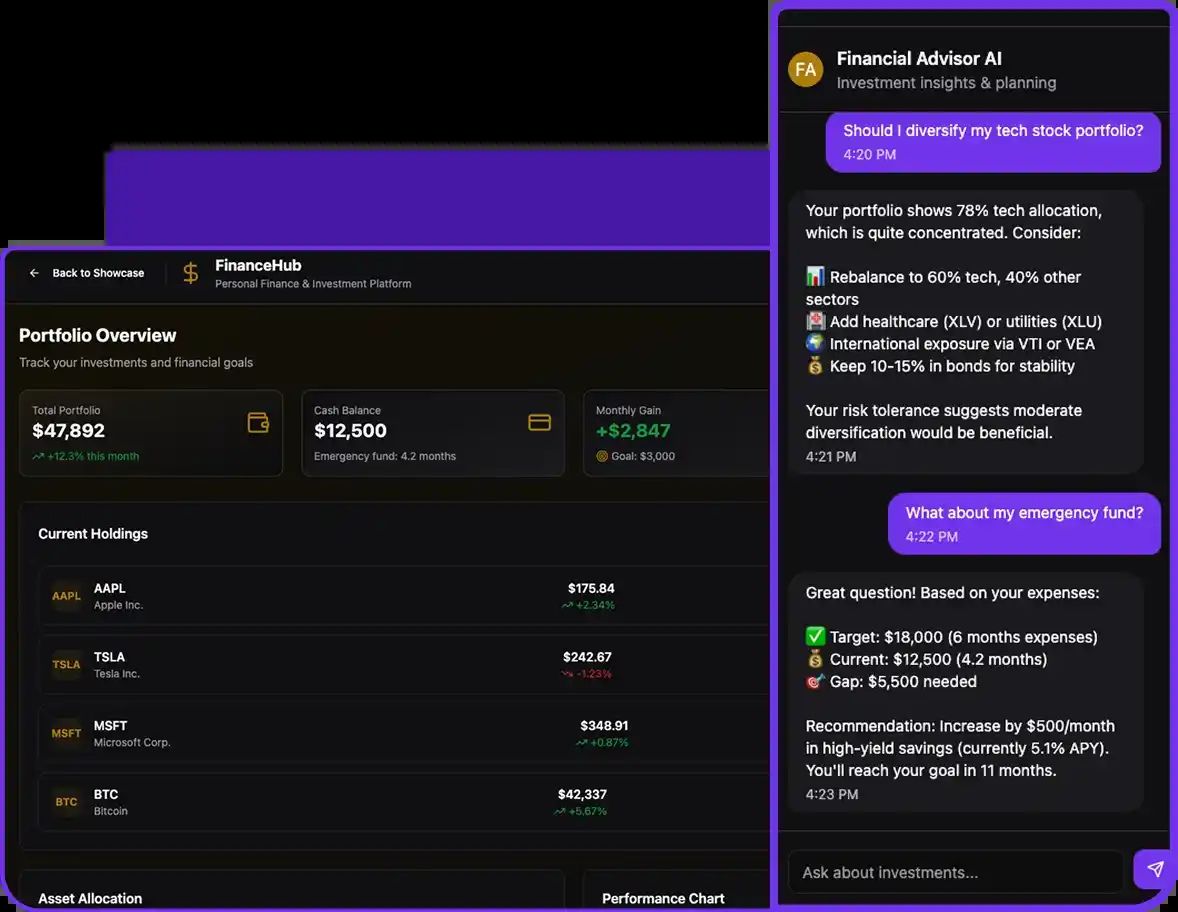 ← Back to Showcase
$
FinanceHub
Personal Finance & Investment Platform
Portfolio Overview
Track your investments and financial goals
Total Portfolio
$47,892
+12.3% this month
Cash Balance
$12,500
Emergency fund: 4.2 months
Monthly Gain
+$2,847
Goal: $3,000
Current Holdings
AAPL
AAPL
Apple Inc.
$175.84
+2.34%
TSLA
TSLA
Tesla Inc.
$242.67
-1.23%
MSFT
MSFT
Microsoft Corp.
$348.91
+0.87%
BTC
BTC
Bitcoin
$42,337
+5.67%
Asset Allocation
Performance Chart
FA
Financial Advisor AI
Investment insights & planning
Should I diversify my tech stock portfolio?
4:20 PM
Your portfolio shows 78% tech allocation,
which is quite concentrated. Consider:
📊 Rebalance to 60% tech, 40% other
sectors
🏥 Add healthcare (XLV) or utilities (XLU)
🌍 International exposure via VTI or VEA
💰 Keep 10-15% in bonds for stability
Your risk tolerance suggests moderate
diversification would be beneficial.
4:21 PM
What about my emergency fund?
4:22 PM
Great question! Based on your expenses:
✅ Target: $18,000 (6 months expenses)
💰 Current: $12,500 (4.2 months)
🎯 Gap: $5,500 needed
Recommendation: Increase by $500/month
in high-yield savings (currently 5.1% APY).
You'll reach your goal in 11 months.
4:23 PM
Ask about investments...